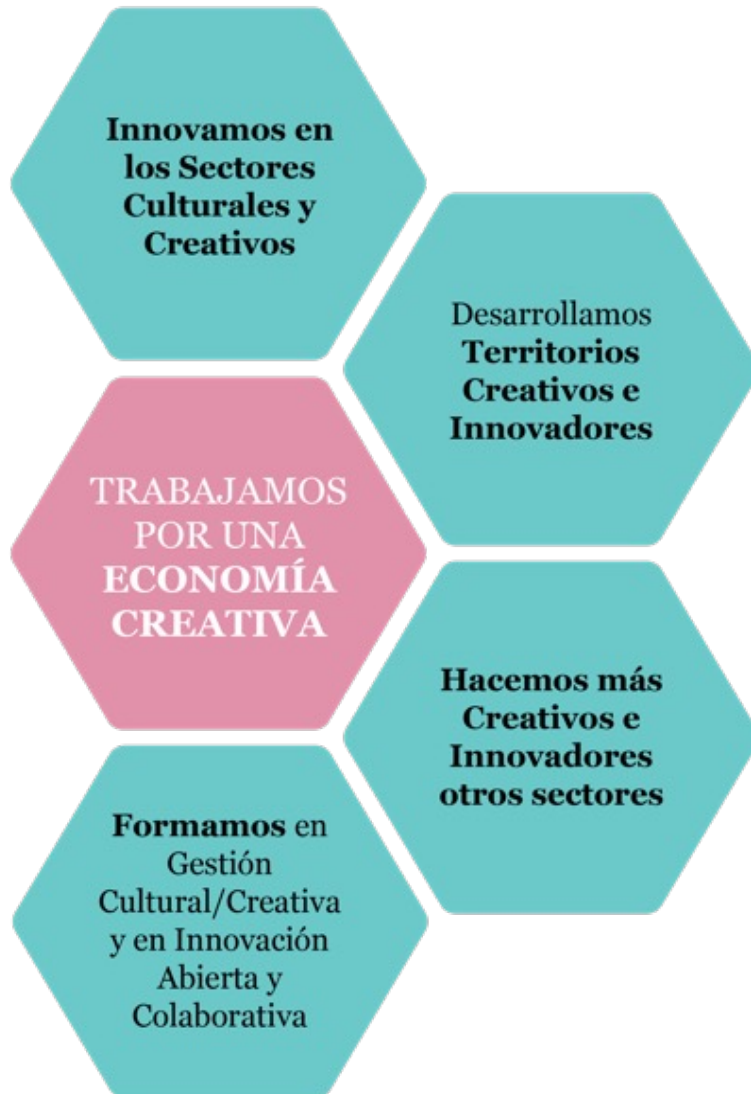 Innovamos en
los Sectores
Culturales y
Creativos
Desarrollamos
Territorios
Creativos e
Innovadores
TRABAJAMOS
POR UNA
ECONOMÍA
CREATIVA
Hacemos más
Creativos e
Innovadores
otros sectores
Formamos en
Gestión
Cultural/Creativa
y en Innovación
Abierta y
Colaborativa